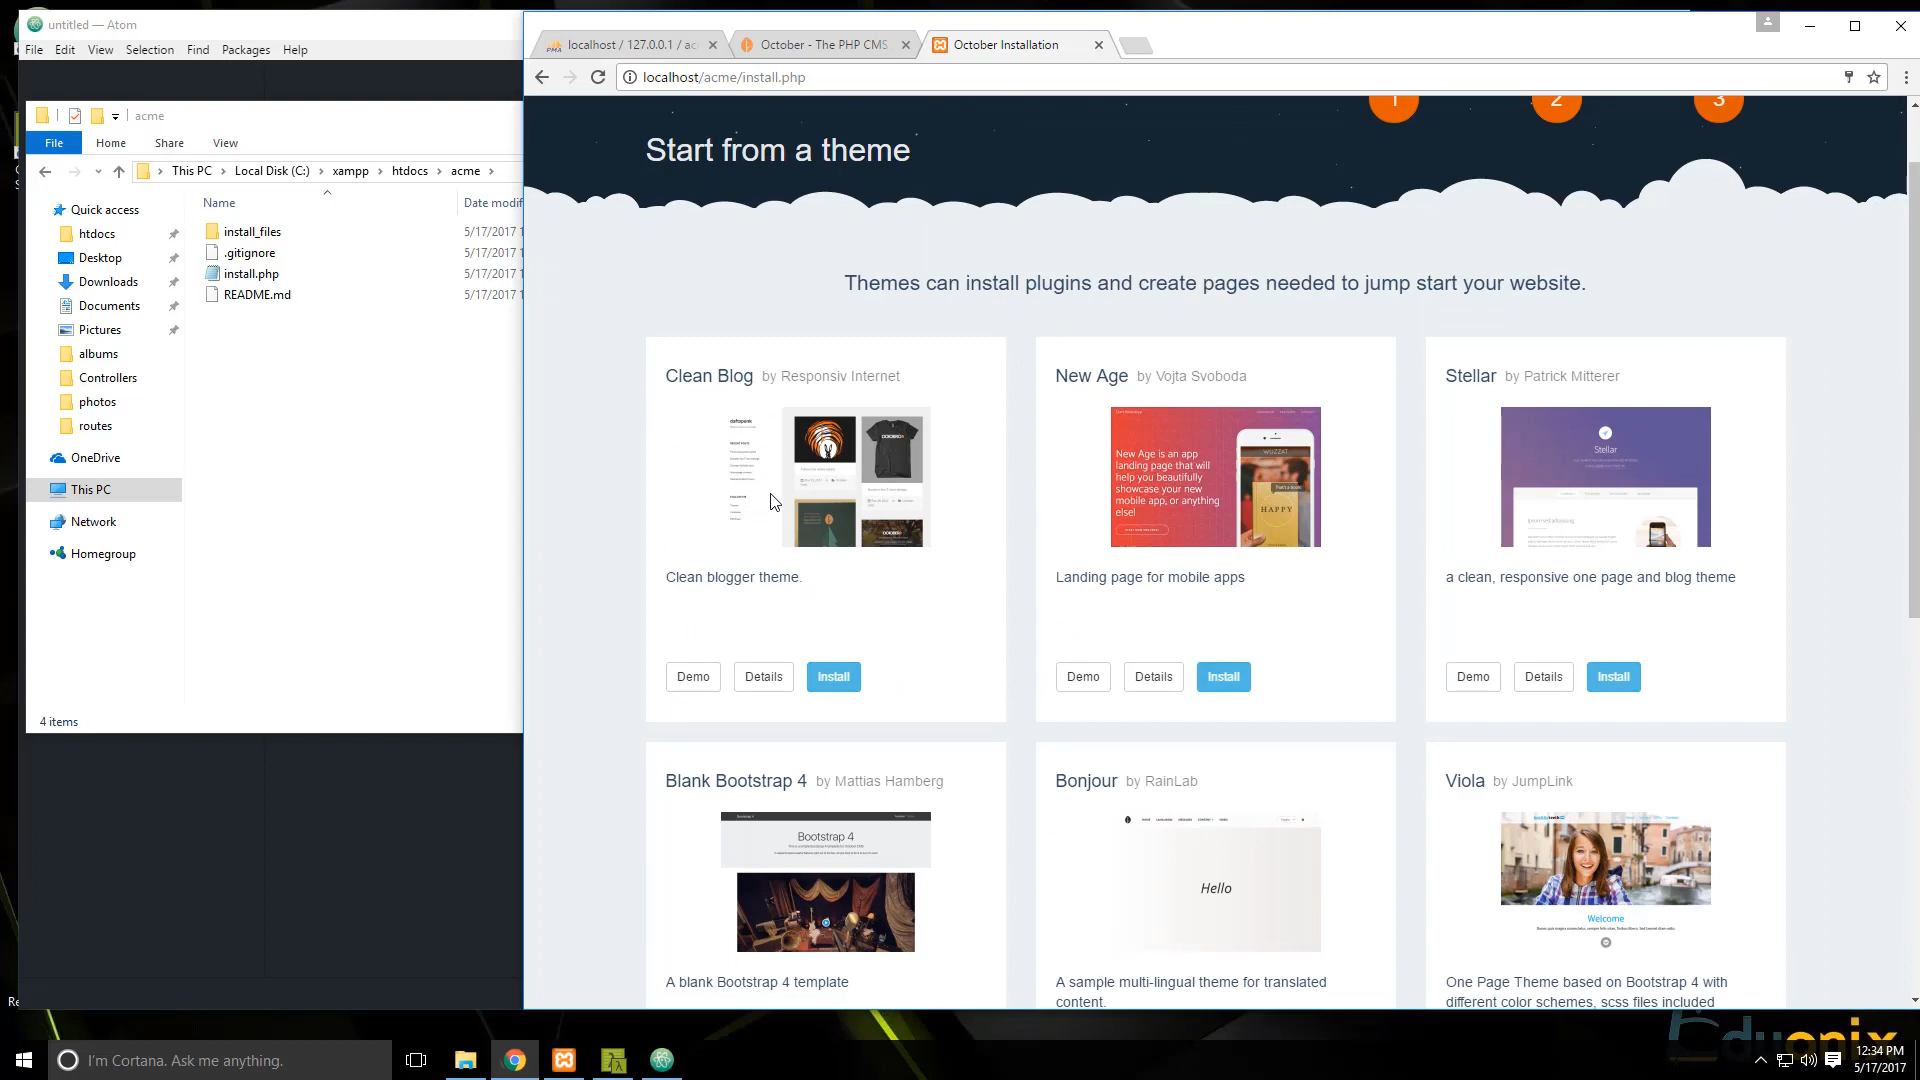 untitled — Atom
File Edit View Selection Find Packages Help
acme
File Home Share View
This PC Local Disk (C:) xampp htdocs acme
Name Date modif
Quick access
htdocs
Desktop
Downloads
Documents
Pictures
albums
Controllers
photos
routes
OneDrive
This PC
Network
Homegroup
install_files 5/17/2017 1
.gitignore 5/17/2017 1
install.php 5/17/2017 1
README.md 5/17/2017 1
4 items
localhost / 127.0.0.1 / ac
October - The PHP CMS
October Installation
localhost/acme/install.php
1 2 3
Start from a theme
Themes can install plugins and create pages needed to jump start your website.
Clean Blog by Responsiv Internet
Clean blogger theme.
Demo Details Install
New Age by Vojta Svoboda
New Age is an app
landing page that will
help you beautifully
showcase your new
mobile app, or anything
else!
HAPPY
Landing page for mobile apps
Demo Details Install
Stellar by Patrick Mitterer
Stellar
a clean, responsive one page and blog theme
Demo Details Install
Blank Bootstrap 4 by Mattias Hamberg
Bootstrap 4
A blank Bootstrap 4 template
Bonjour by RainLab
Hello
A sample multi-lingual theme for translated
content.
Viola by JumpLink
Welcome
One Page Theme based on Bootstrap 4 with
different color schemes, scss files included
Re
I'm Cortana. Ask me anything.
Eduonix
12:34 PM
5/17/2017